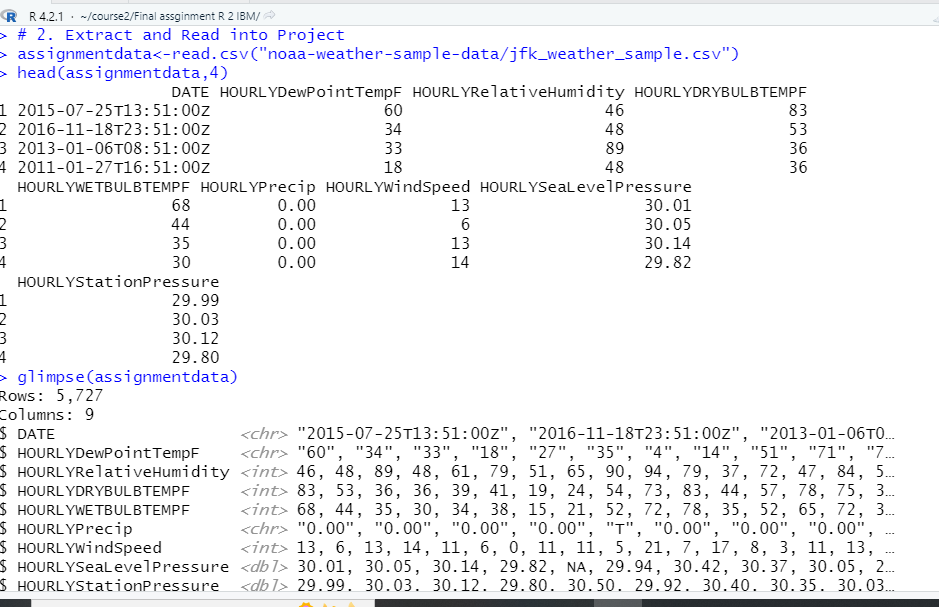 R 4.2.1 · ~/course2/Final assginment R 2 IBM/
> # 2. Extract and Read into Project
> assignmentdata<-read.csv("noaa-weather-sample-data/jfk_weather_sample.csv")
> head(assignmentdata,4)
DATE HOURLYDewPointTempF HOURLYRelativeHumidity HOURLYDRYBULBTEMPF
1 2015-07-25T13:51:00Z 60 46 83
2 2016-11-18T23:51:00Z 34 48 53
3 2013-01-06T08:51:00Z 33 89 36
4 2011-01-27T16:51:00Z 18 48 36
HOURLYWETBULBTEMPF HOURLYPrecip HOURLYWindSpeed HOURLYSeaLevelPressure
1 68 0.00 13 30.01
2 44 0.00 6 30.05
3 35 0.00 13 30.14
4 30 0.00 14 29.82
HOURLYStationPressure
1 29.99
2 30.03
3 30.12
4 29.80
> glimpse(assignmentdata)
Rows: 5,727
Columns: 9
$ DATE <chr> "2015-07-25T13:51:00Z", "2016-11-18T23:51:00Z", "2013-01-06T0…
$ HOURLYDewPointTempF <chr> "60", "34", "33", "18", "27", "35", "4", "14", "51", "71", "7…
$ HOURLYRelativeHumidity <int> 46, 48, 89, 48, 61, 79, 51, 65, 90, 94, 79, 37, 72, 47, 84, 5…
$ HOURLYDRYBULBTEMPF <int> 83, 53, 36, 36, 39, 41, 19, 24, 54, 73, 83, 44, 57, 78, 75, 3…
$ HOURLYWETBULBTEMPF <int> 68, 44, 35, 30, 34, 38, 15, 21, 52, 72, 78, 35, 52, 65, 72, 3…
$ HOURLYPrecip <chr> "0.00", "0.00", "0.00", "0.00", "T", "0.00", "0.00", "0.00", …
$ HOURLYWindSpeed <int> 13, 6, 13, 14, 11, 6, 0, 11, 11, 5, 21, 7, 17, 8, 3, 11, 13, …
$ HOURLYSeaLevelPressure <dbl> 30.01, 30.05, 30.14, 29.82, NA, 29.94, 30.42, 30.37, 30.05, 2…
$ HOURLYStationPressure <dbl> 29.99, 30.03, 30.12, 29.80, 30.50, 29.92, 30.40, 30.35, 30.03…